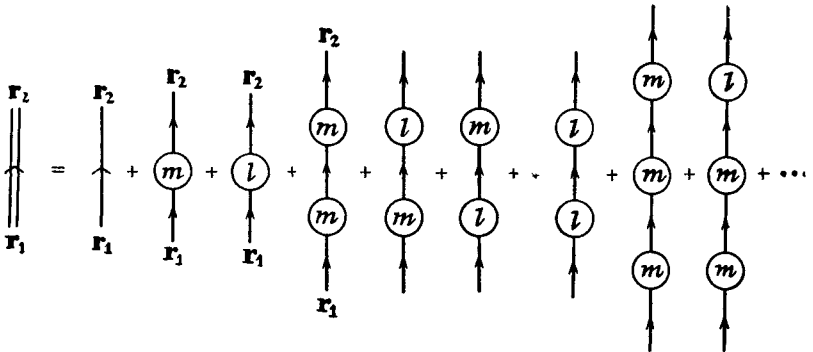 r₂
r₂ r₂ m l
r₂ r₂
m l m l
= + m + l + + + + . + m + m + ···
m m l l
r₁ r₁ r₁ r₁
m m
r₁